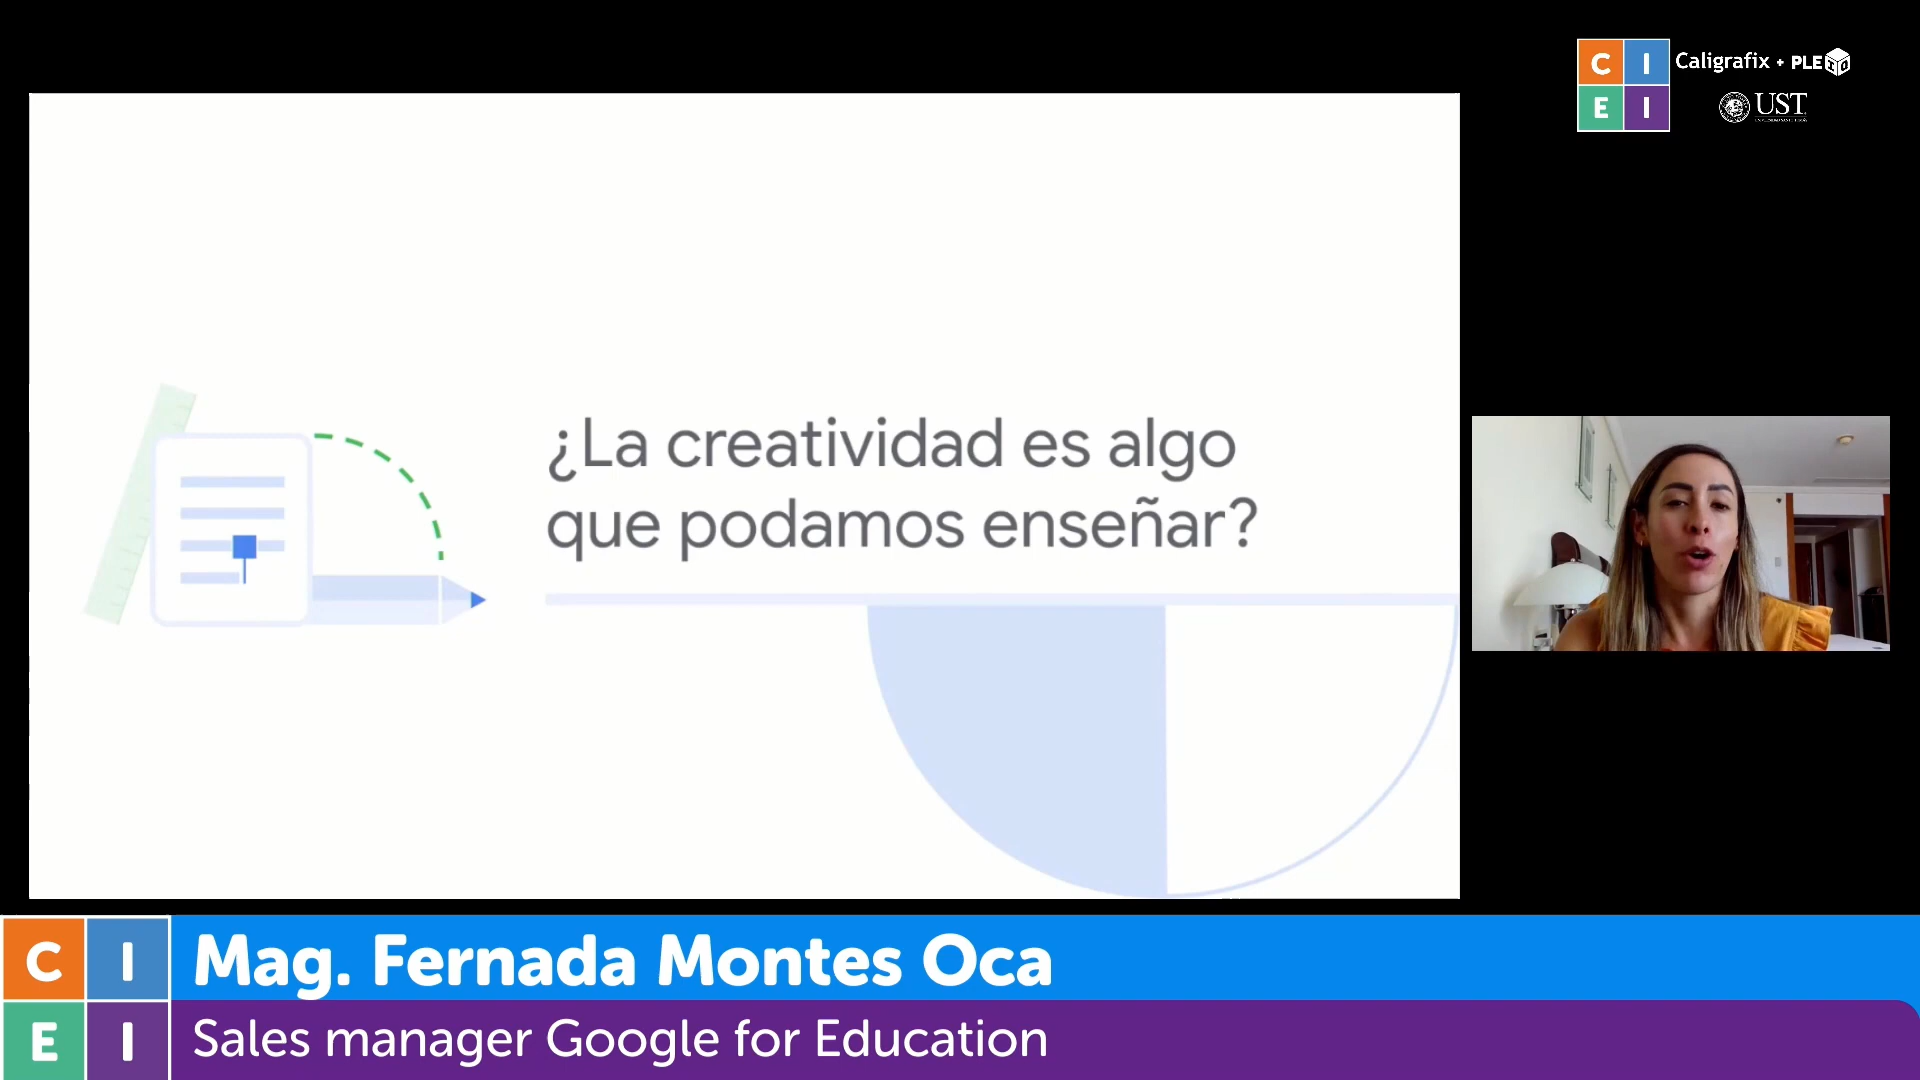 C I
E I
Caligrafix + PLE
UST
¿La creatividad es algo
que podamos enseñar?
C I
E I
Mag. Fernada Montes Oca
Sales manager Google for Education